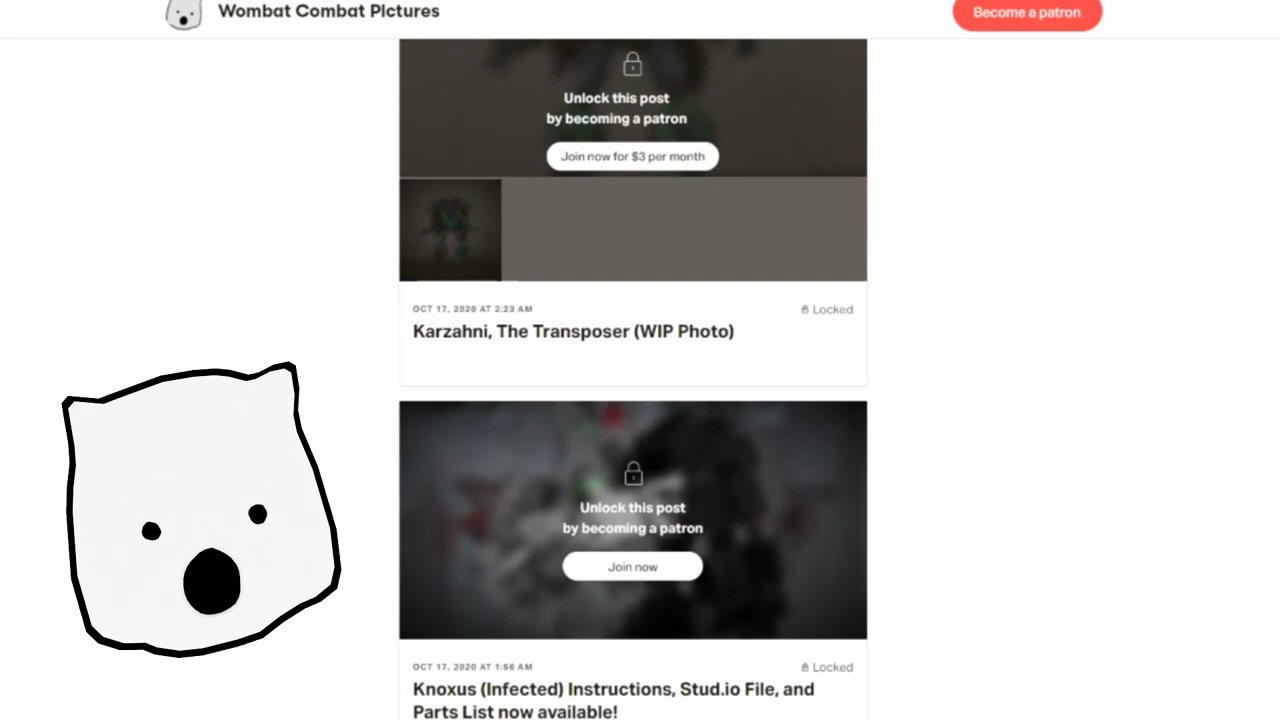 Wombat Combat Pictures
Become a patron
Unlock this post
by becoming a patron
Join now for $3 per month
OCT 17, 2020 AT 2:23 AM
Locked
Karzahni, The Transposer (WIP Photo)
Unlock this post
by becoming a patron
Join now
OCT 17, 2020 AT 1:56 AM
Locked
Knoxus (Infected) Instructions, Stud.io File, and
Parts List now available!